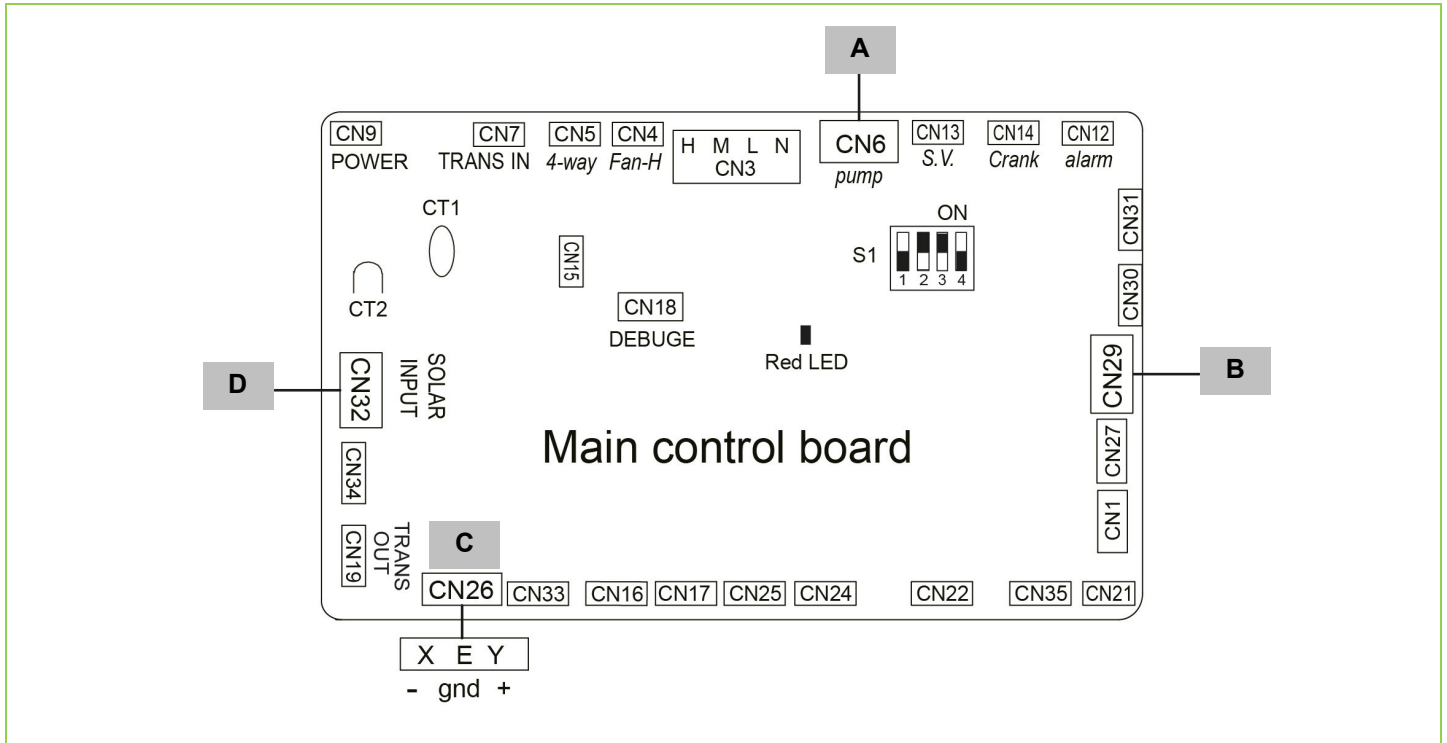 A
CN9
POWER
CN7
TRANS IN
CN5
4-way
CN4
Fan-H
H M L N
CN3
CN6
pump
CN13
S.V.
CN14
Crank
CN12
alarm
CT1
CT2
CN15
CN18
DEBUGE
S1
ON
1 2 3 4
Red LED
CN31
CN30
CN29
B
CN27
CN1
D
CN32
SOLAR
INPUT
Main control board
CN34
CN19
TRANS
OUT
C
CN26
CN33
CN16
CN17
CN25
CN24
CN22
CN35
CN21
X E Y
- gnd +